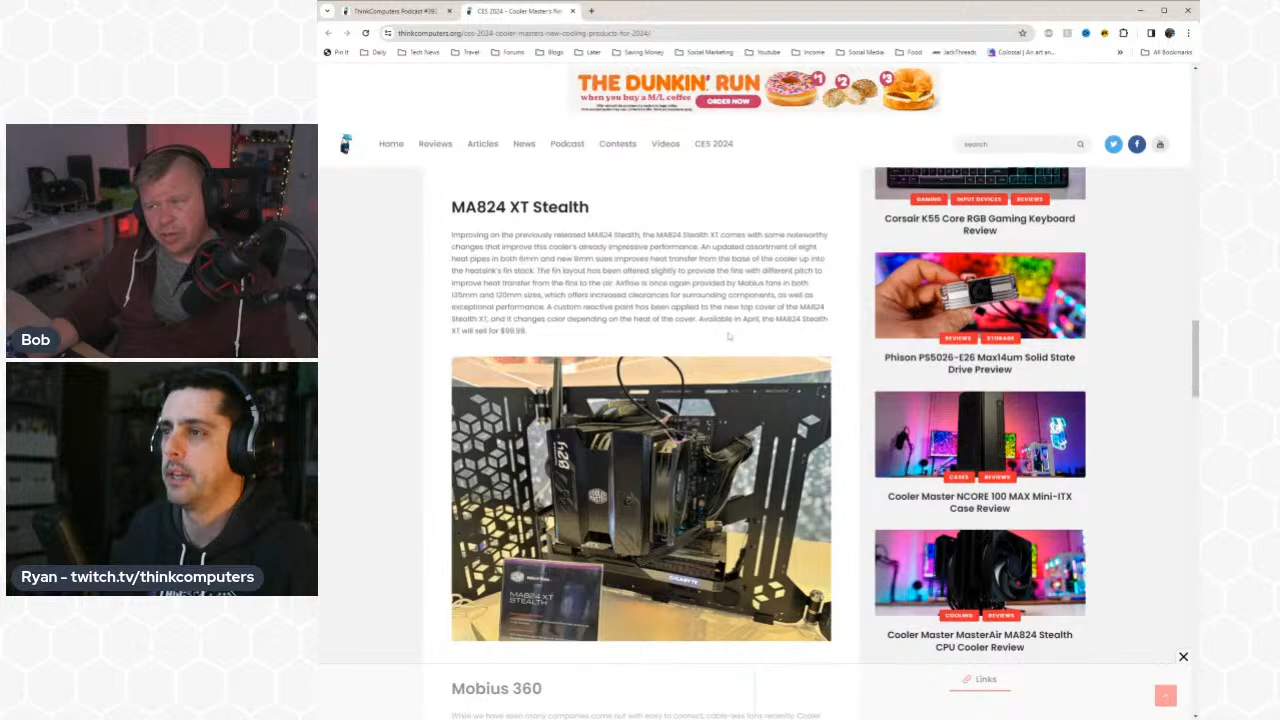 ThinkComputers Podcast #393
CES 2024 - Cooler Master's Ne
thinkcomputers.org/ces-2024-cooler-masters-new-cooling-products-for-2024/
Pin It
Daily
Tech News
Travel
Forums
Blogs
Later
Saving Money
Social Marketing
Youtube
Income
Social Media
Food
JackThreads
Colossal | An art an...
All Bookmarks
THE DUNKIN' RUN
when you buy a M/L coffee
ORDER NOW
#1
#2
#3
Home
Reviews
Articles
News
Podcast
Contests
Videos
CES 2024
search
MA824 XT Stealth
Improving on the previously released MA824 Stealth, the MA824 Stealth XT comes with some noteworthy
changes that improve this cooler's already impressive performance. An updated assortment of eight
heat pipes in both 6mm and new 8mm sizes improves heat transfer from the base of the cooler up into
the heatsink's fin stack. The fin layout has been altered slightly to provide the fins with different pitch to
improve heat transfer from the fins to the air. Airflow is once again provided by Mobius fans in both
135mm and 120mm sizes, which offers increased clearances for surrounding components, as well as
exceptional performance. A custom reactive paint has been applied to the new top cover of the MA824
Stealth XT, and it changes color depending on the heat of the cover. Available in April, the MA824 Stealth
XT will sell for $99.99.
824
COOLER
MASTER
GIGABYTE
MA824 XT
STEALTH
Mobius 360
When we have seen many companies come out with easy to connect, cable-less fans recently, Cooler
GAMING
INPUT DEVICES
REVIEWS
Corsair K55 Core RGB Gaming Keyboard
Review
REVIEWS
STORAGE
Phison PS5026-E26 Max14um Solid State
Drive Preview
CASES
REVIEWS
Cooler Master NCORE 100 MAX Mini-ITX
Case Review
COOLING
REVIEWS
Cooler Master MasterAir MA824 Stealth
CPU Cooler Review
Links
Bob
Ryan - twitch.tv/thinkcomputers